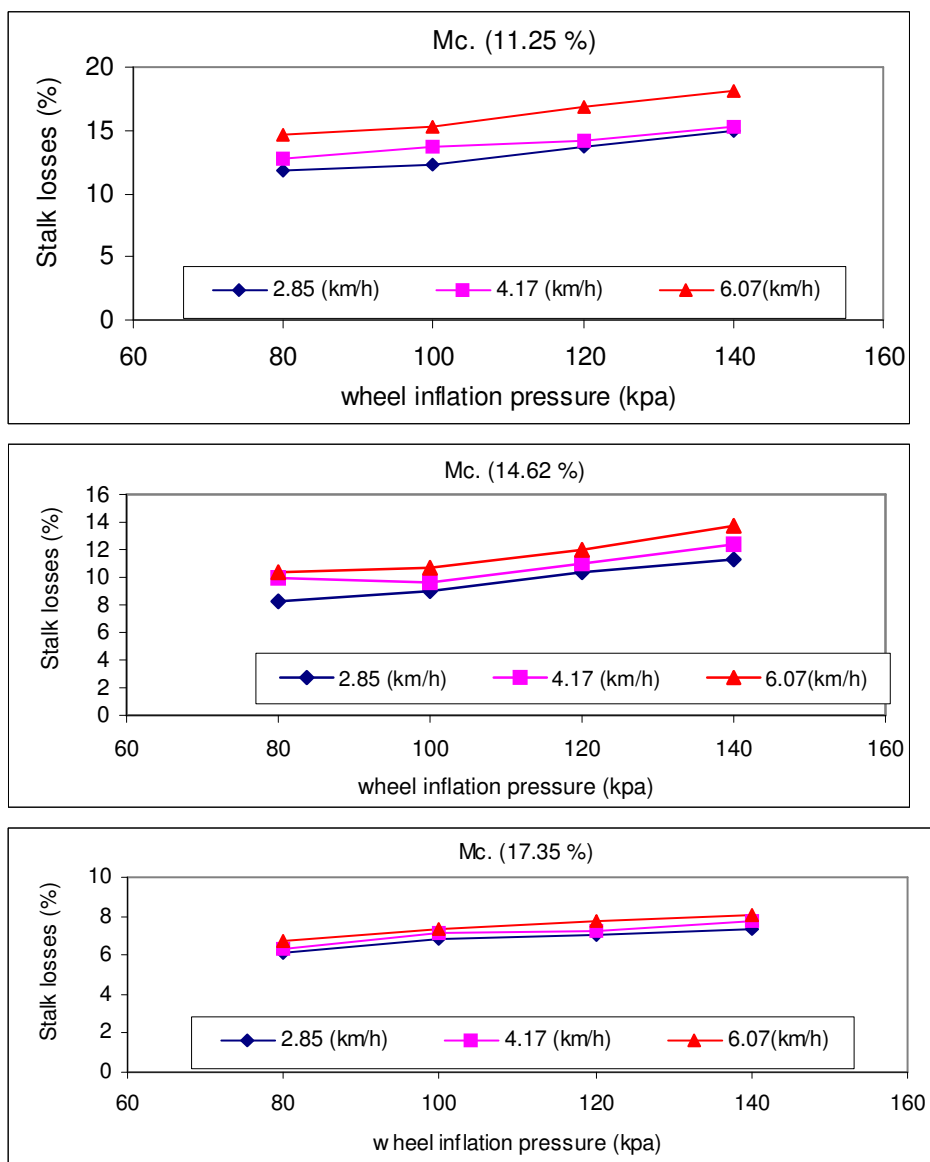 Mc. (11.25 %)
Stalk losses (%)
20
15
10
5
0
2.85 (km/h) 4.17 (km/h) 6.07(km/h)
60 80 100 120 140 160
wheel inflation pressure (kpa)
Mc. (14.62 %)
Stalk losses (%)
16
14
12
10
8
6
4
2
0
2.85 (km/h) 4.17 (km/h) 6.07(km/h)
60 80 100 120 140 160
wheel inflation pressure (kpa)
Mc. (17.35 %)
Stalk losses (%)
10
8
6
4
2
0
2.85 (km/h) 4.17 (km/h) 6.07(km/h)
60 80 100 120 140 160
wheel inflation pressure (kpa)